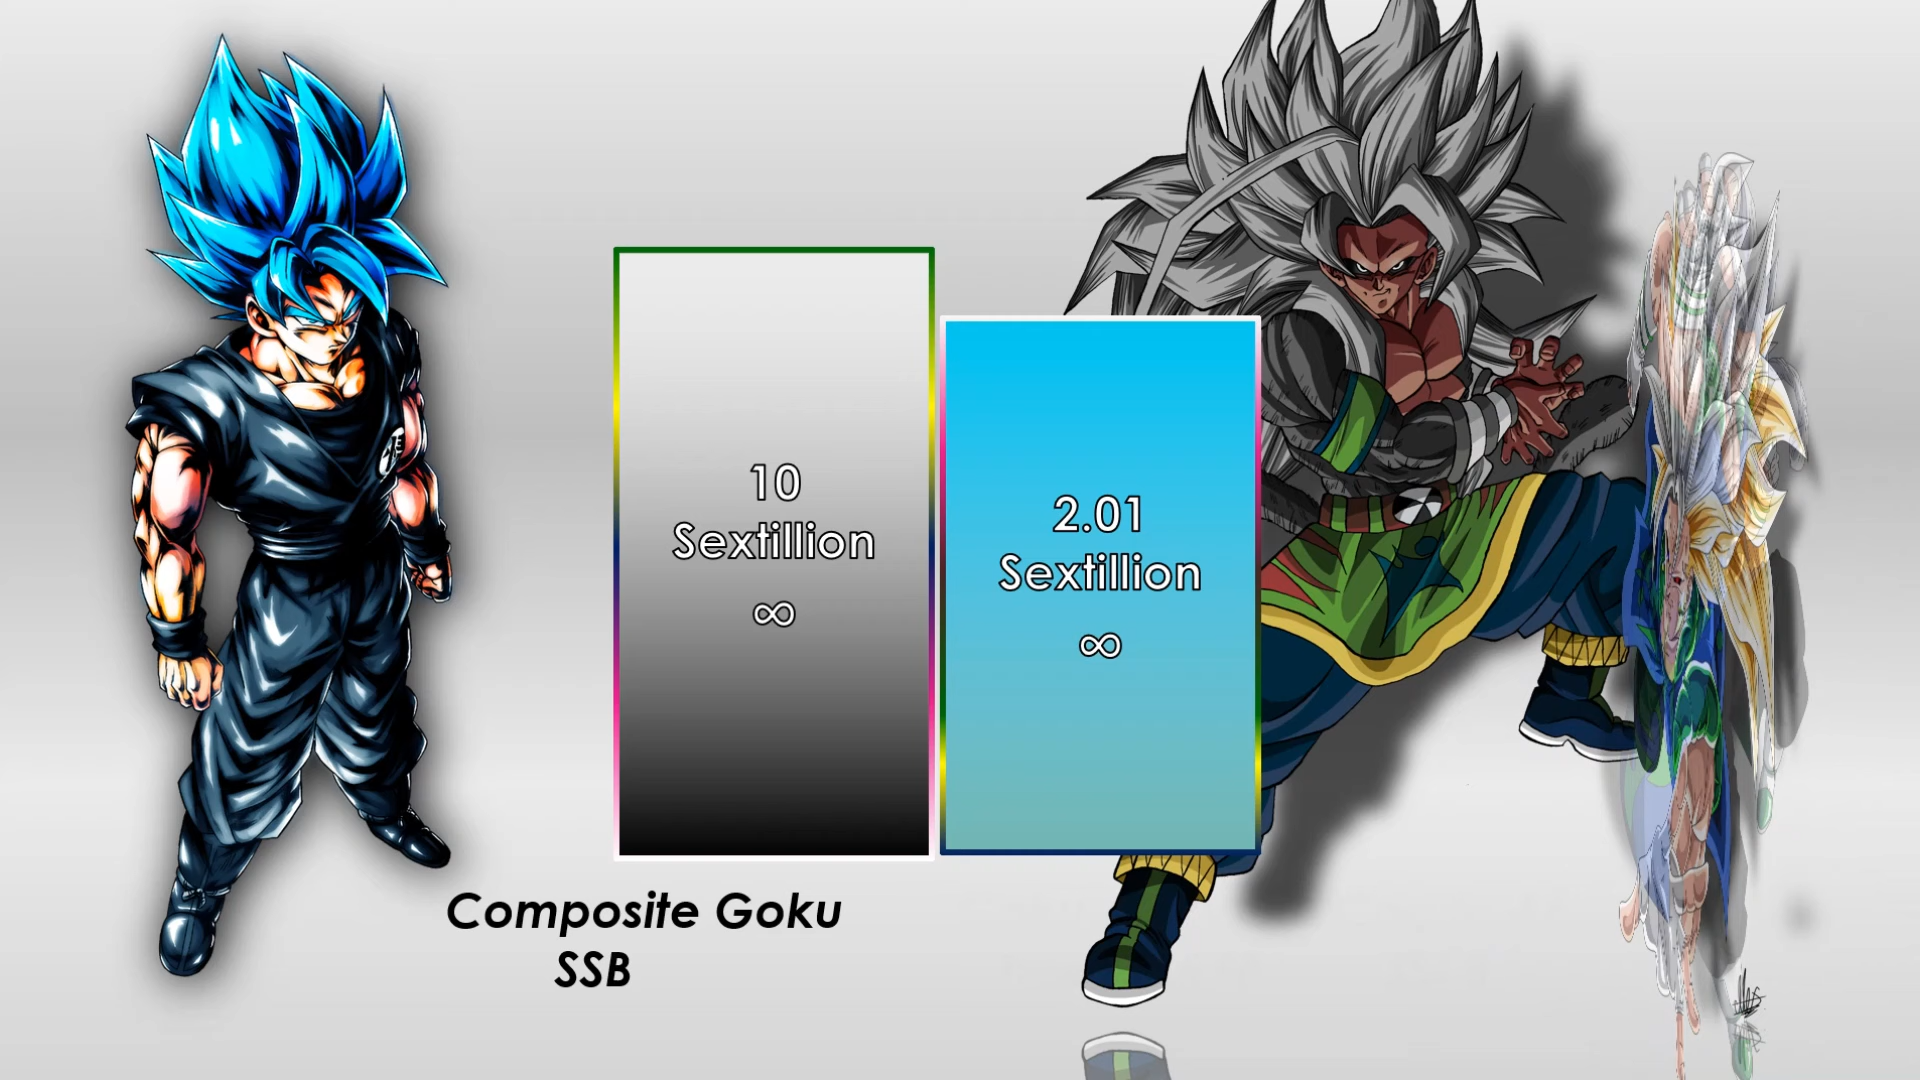 10
Sextillion
∞
2.01
Sextillion
∞
Composite Goku
SSB